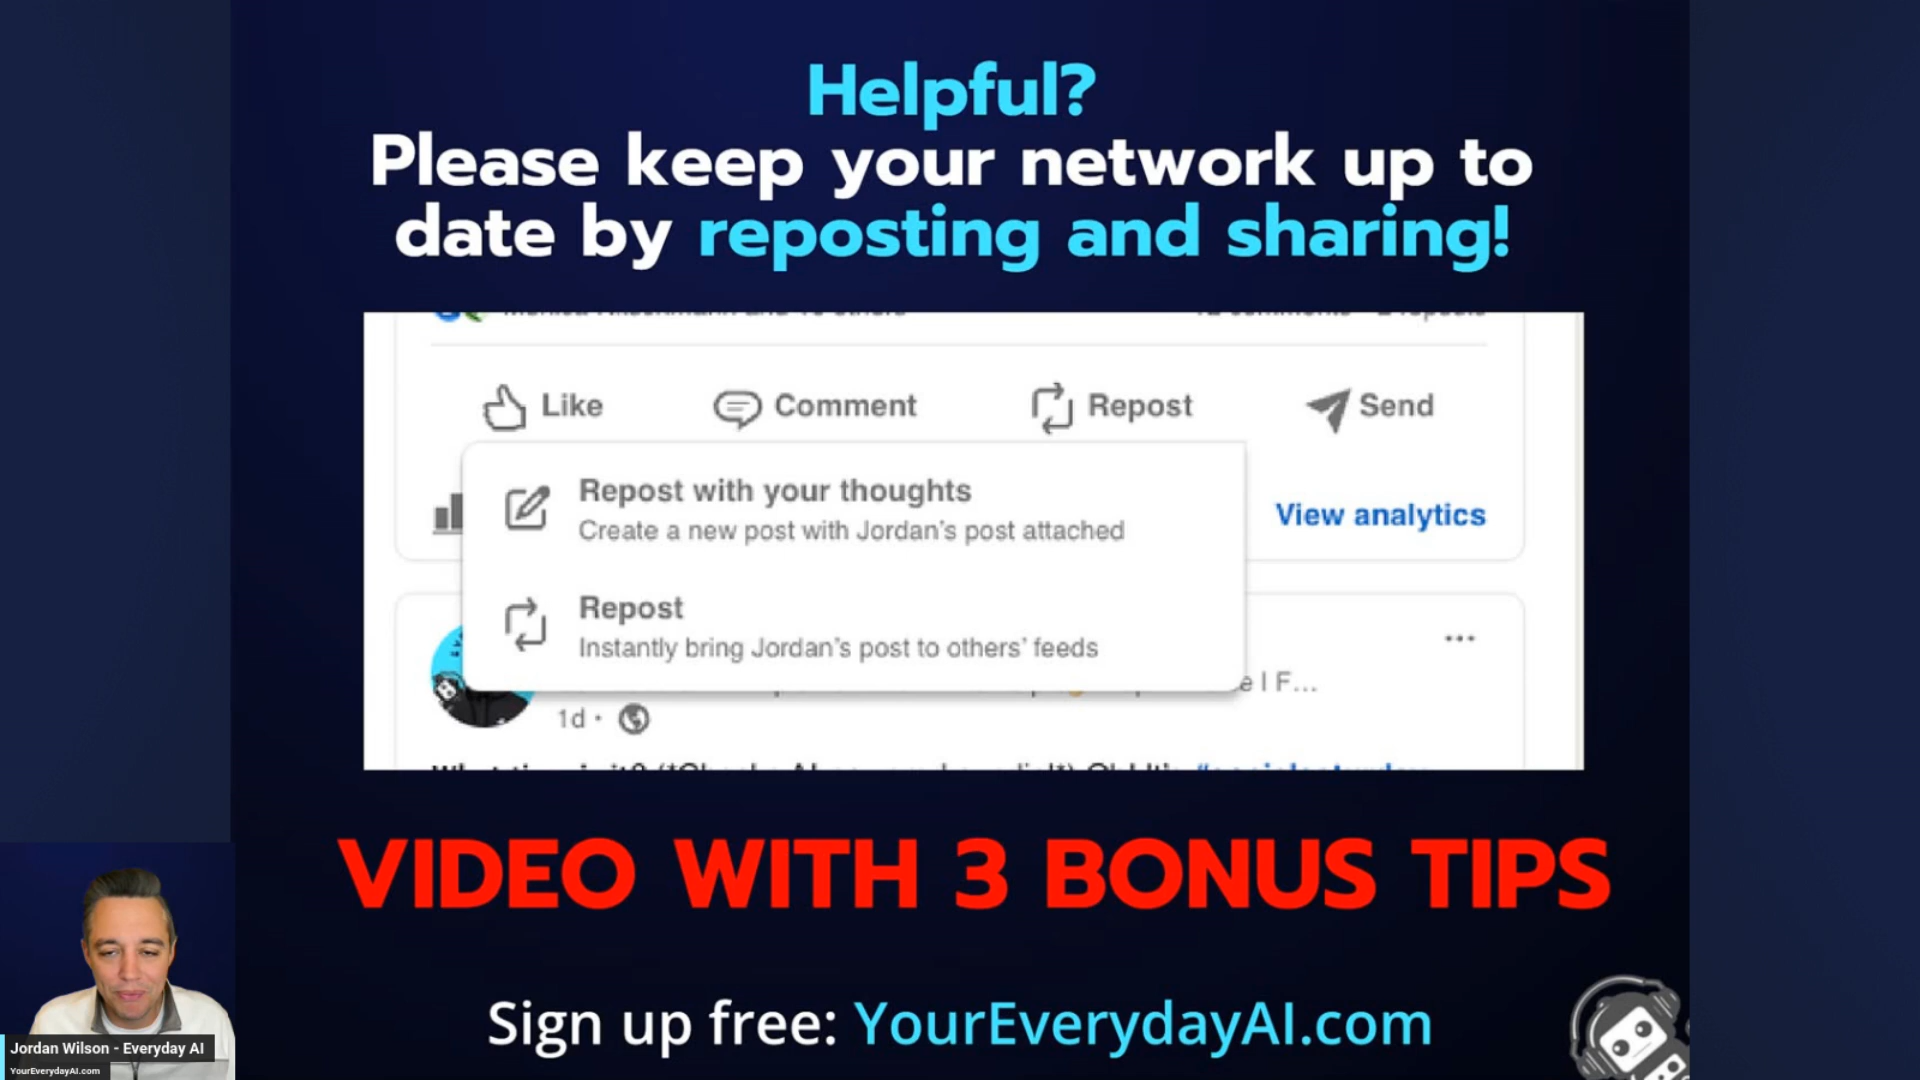 Helpful?
Please keep your network up to
date by reposting and sharing!
Like Comment Repost Send
Repost with your thoughts
Create a new post with Jordan's post attached
View analytics
Repost
Instantly bring Jordan's post to others' feeds
e I F...
1d •
VIDEO WITH 3 BONUS TIPS
Sign up free: YourEverydayAI.com
Jordan Wilson - Everyday AI
YourEverydayAI.com